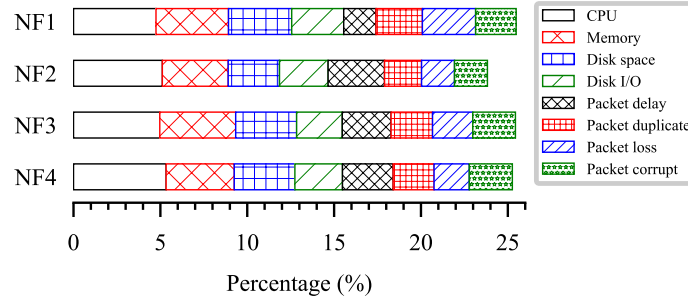 NF1
NF2
NF3
NF4
0 5 10 15 20 25
Percentage (%)
CPU
Memory
Disk space
Disk I/O
Packet delay
Packet duplicate
Packet loss
Packet corrupt